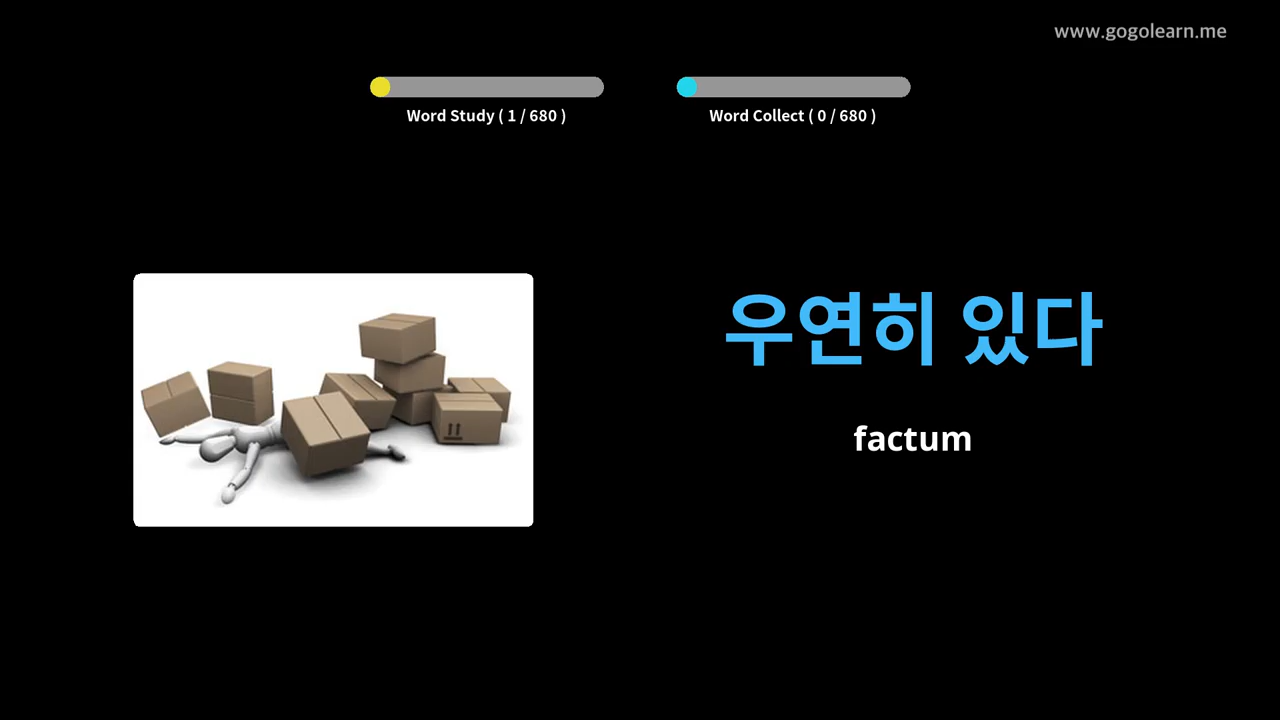 www.gogolearn.me
Word Study ( 1 / 680 )
Word Collect ( 0 / 680 )
우연히 있다
factum